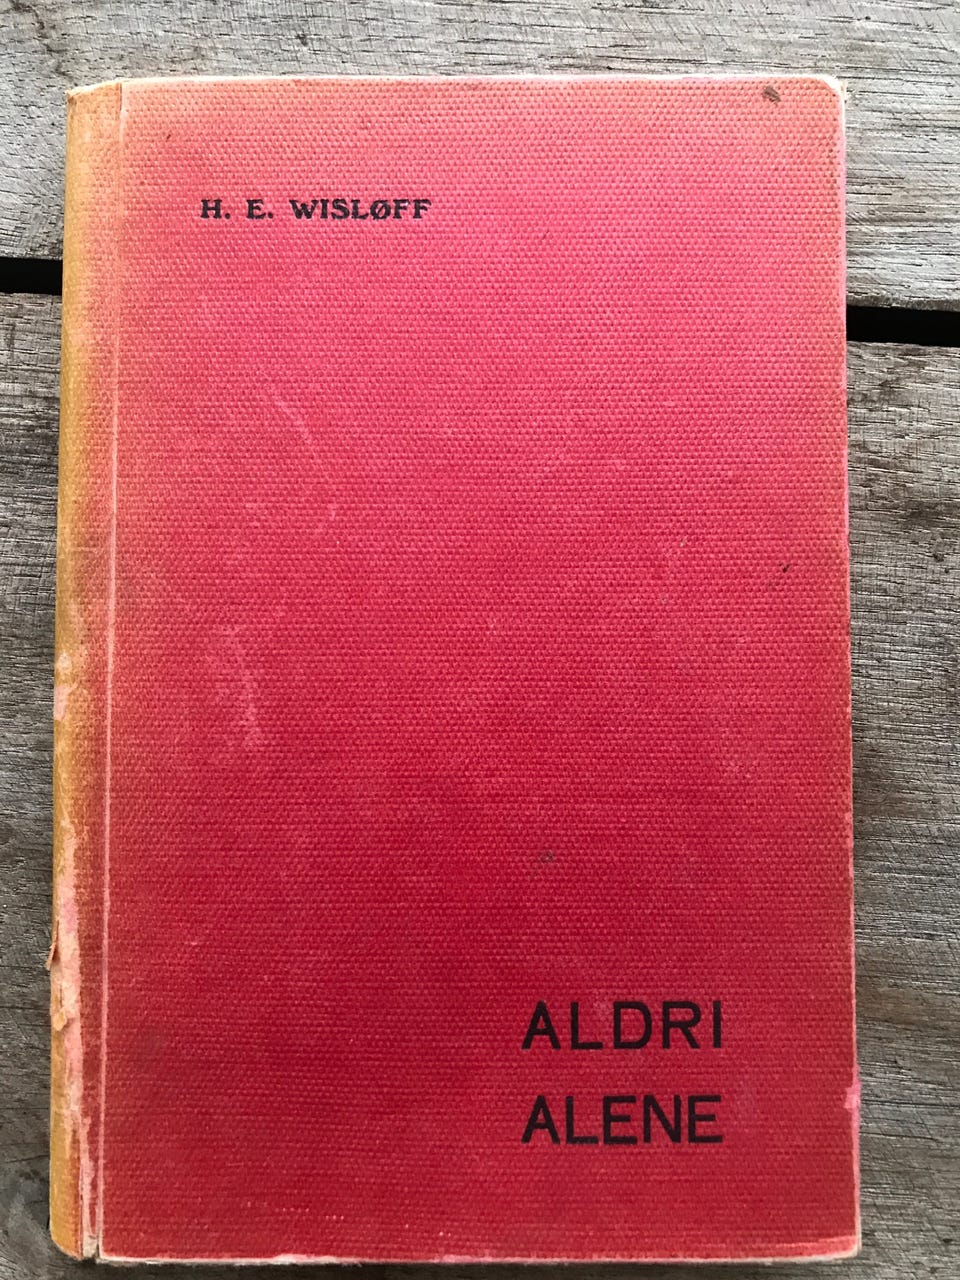 H. E. WISLØFF
ALDRI
ALENE